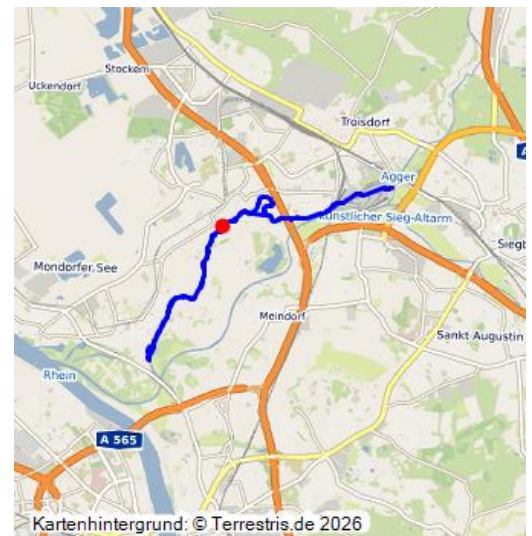 Stockem
Uckendorf
Troisdorf
A
Agger
Künstlicher Sieg-Altarm
Siegb
Mondorfer See
Meindorf
Sankt Augustin
Rhein
A 565
Kartenhintergrund: © Terrestris.de 2026